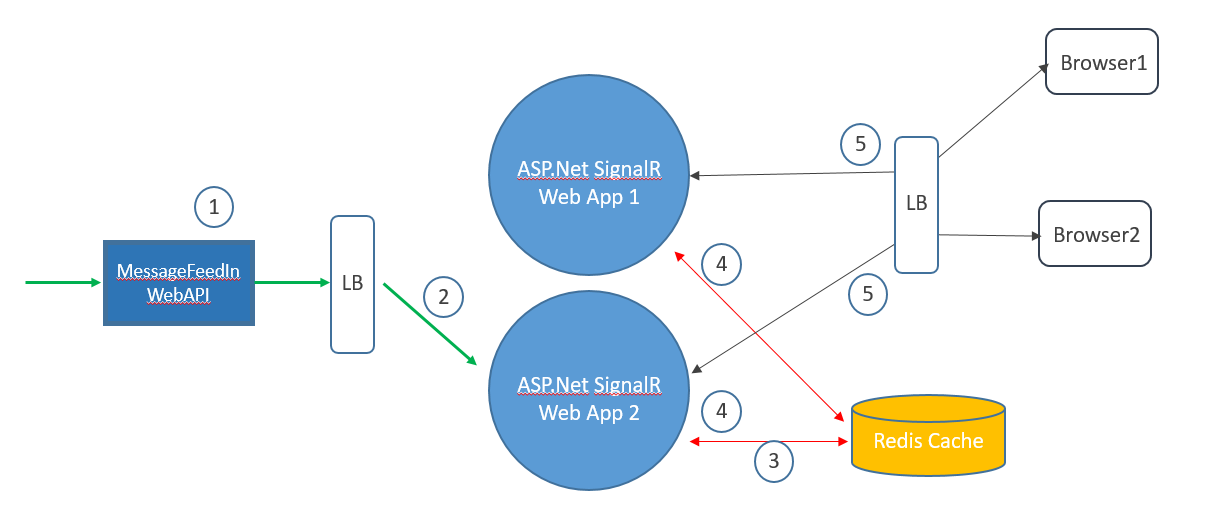 1
MessageFeedIn
WebAPI
LB
2
ASP.Net SignalR
Web App 1
ASP.Net SignalR
Web App 2
4
4
3
Redis Cache
5
5
LB
Browser1
Browser2